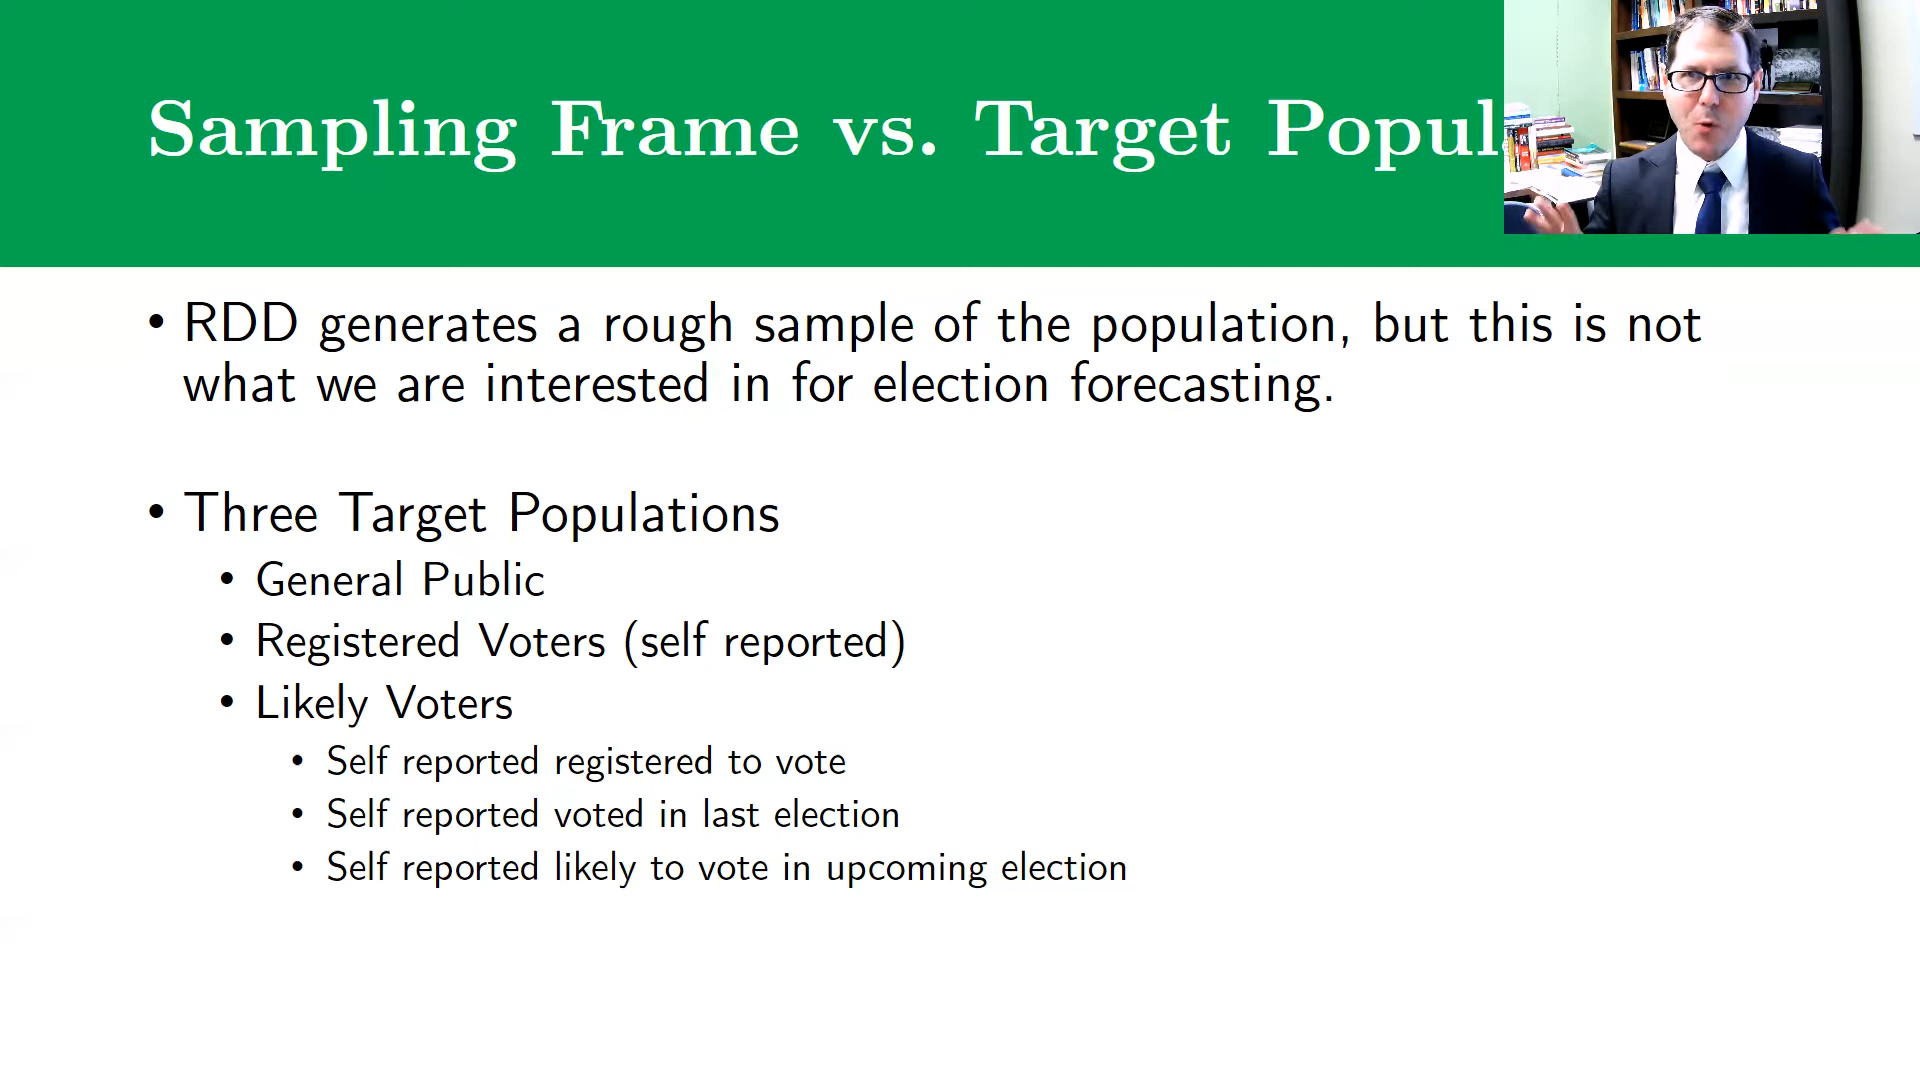 Sampling Frame vs. Target Popul
• RDD generates a rough sample of the population, but this is not
what we are interested in for election forecasting.
• Three Target Populations
• General Public
• Registered Voters (self reported)
• Likely Voters
• Self reported registered to vote
• Self reported voted in last election
• Self reported likely to vote in upcoming election